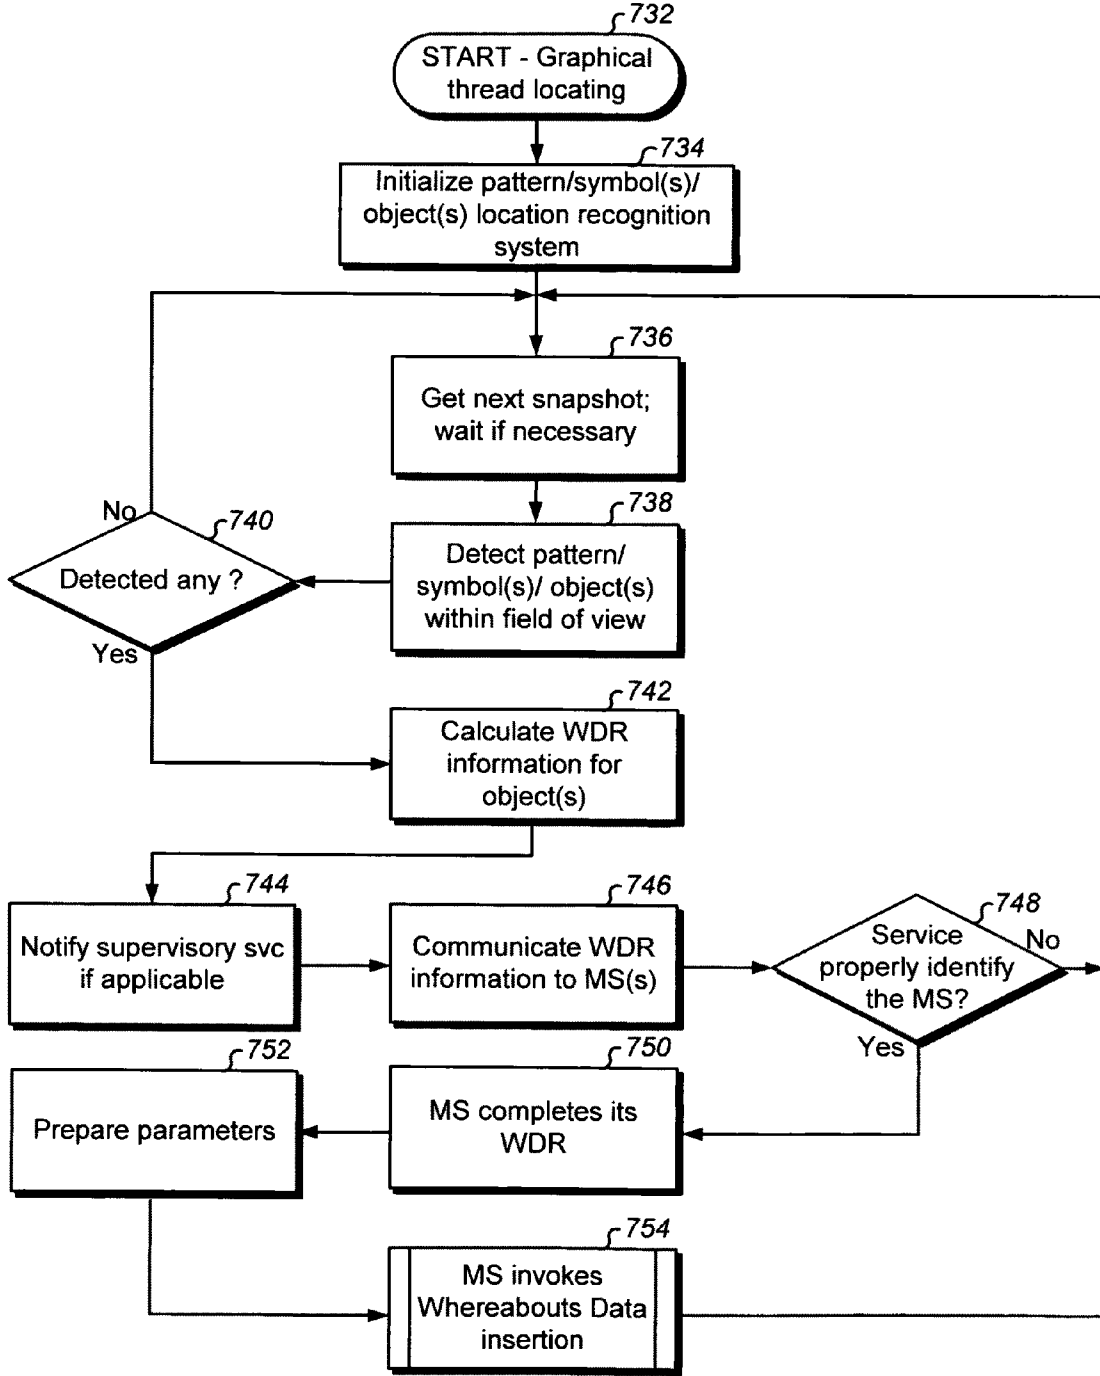 732
START - Graphical
thread locating
734
Initialize pattern/symbol(s)/
object(s) location recognition
system
736
Get next snapshot;
wait if necessary
738
Detect pattern/
symbol(s)/ object(s)
within field of view
No
740
Detected any ?
Yes
742
Calculate WDR
information for
object(s)
744
Notify supervisory svc
if applicable
746
Communicate WDR
information to MS(s)
748
Service
properly identify
the MS?
No
Yes
750
MS completes its
WDR
752
Prepare parameters
754
MS invokes
Whereabouts Data
insertion